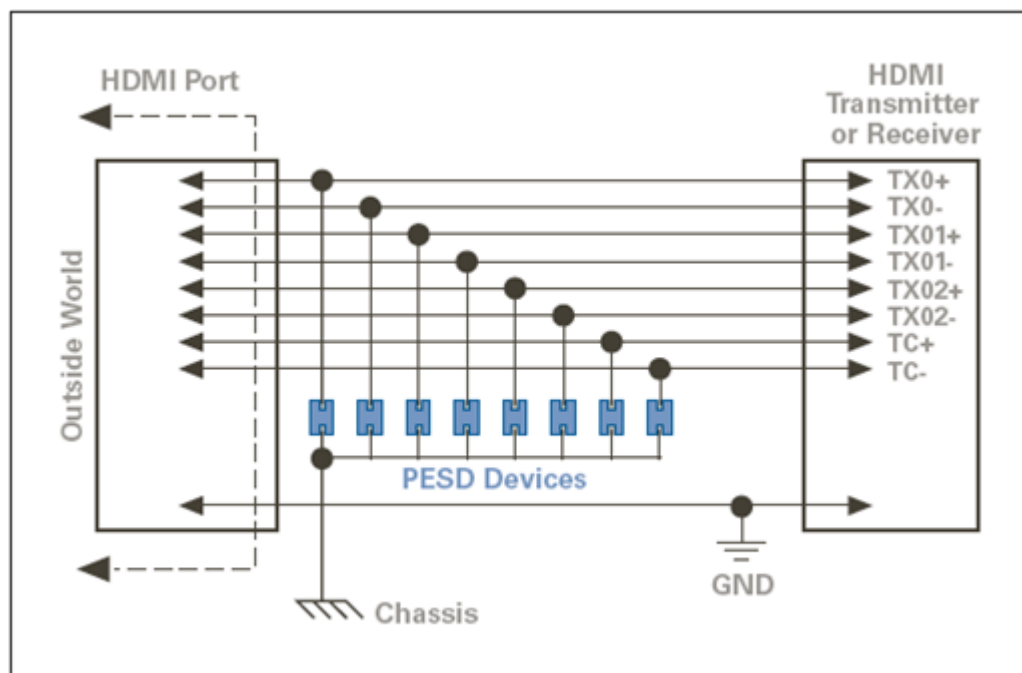 HDMI Port
HDMI
Transmitter
or Receiver
Outside World
TX0+
TX0-
TX01+
TX01-
TX02+
TX02-
TC+
TC-
PESD Devices
GND
Chassis